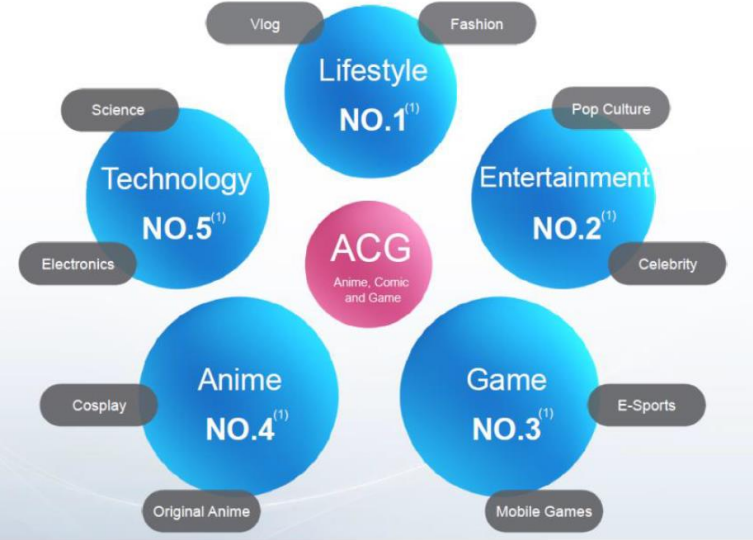 Vlog
Fashion
Lifestyle
NO.1(1)
Science
Technology
NO.5(1)
Electronics
Pop Culture
Entertainment
NO.2(1)
Celebrity
ACG
Anime, Comic
and Game
Anime
NO.4(1)
Cosplay
Original Anime
Game
NO.3(1)
E-Sports
Mobile Games